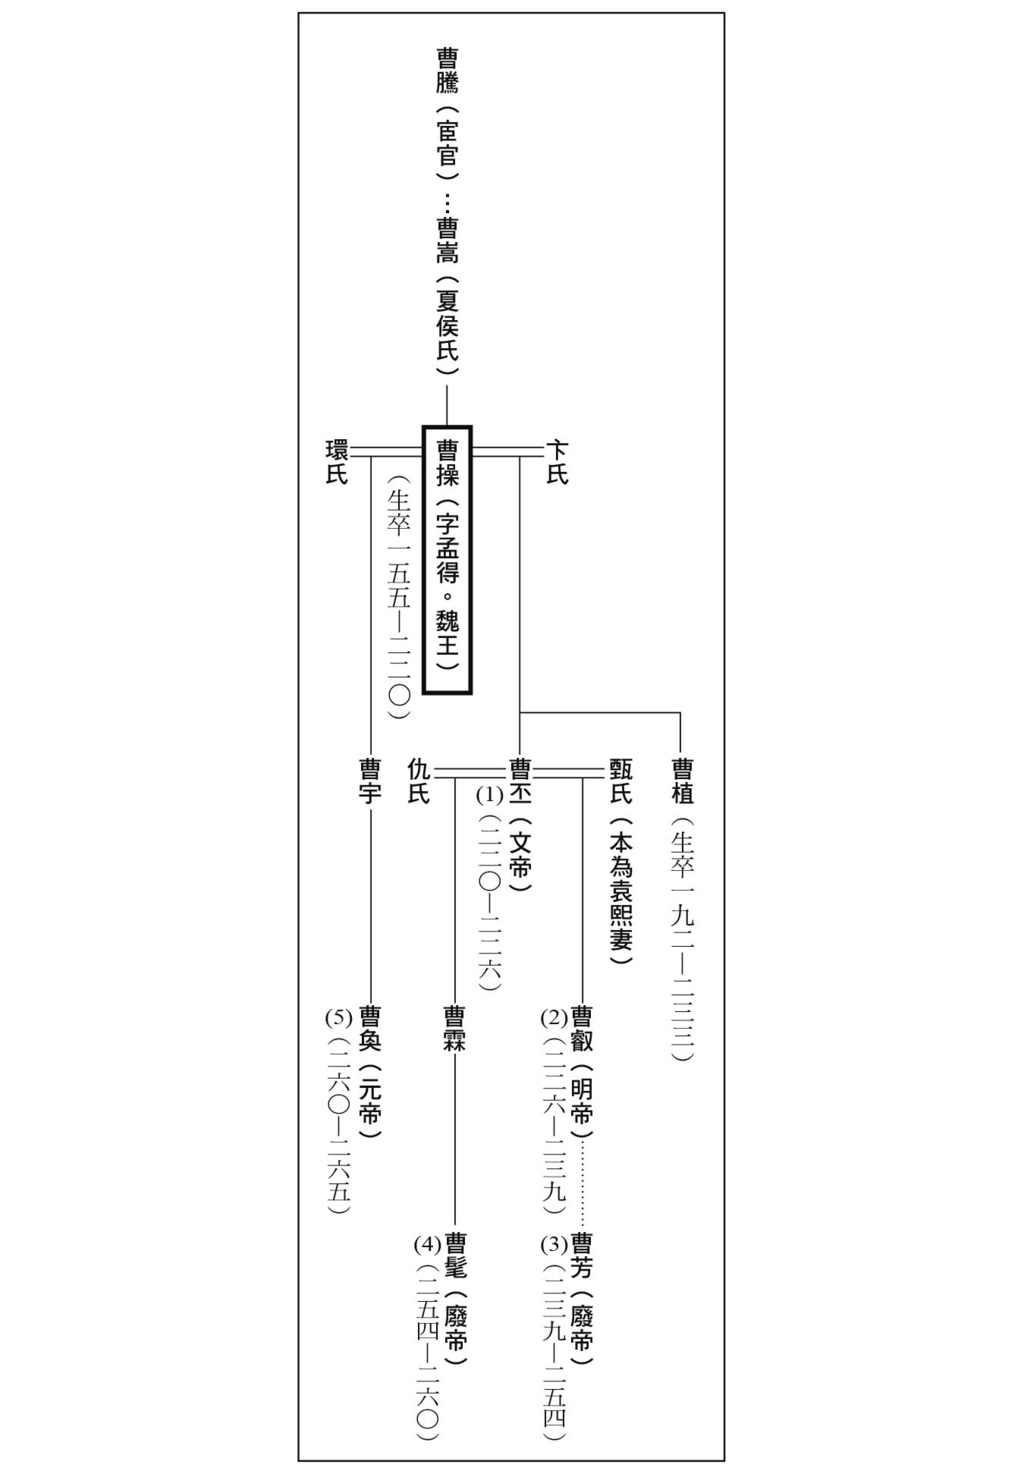 曹騰（宦官）…曹嵩（夏侯氏）
卞氏
曹操（字孟得。魏王）
（生卒一五五—二二〇）
環氏
曹植（生卒一九二—二三三）
甄氏（本為袁熙妻）
曹丕（文帝）
(1)（二二〇—二二六）
仇氏
曹宇
曹叡（明帝）
(2)（二二六—二三九）
曹霖
曹奐（元帝）
(5)（二六〇—二六五）
曹芳（廢帝）
(3)（二三九—二五四）
曹髦（廢帝）
(4)（二五四—二六〇）